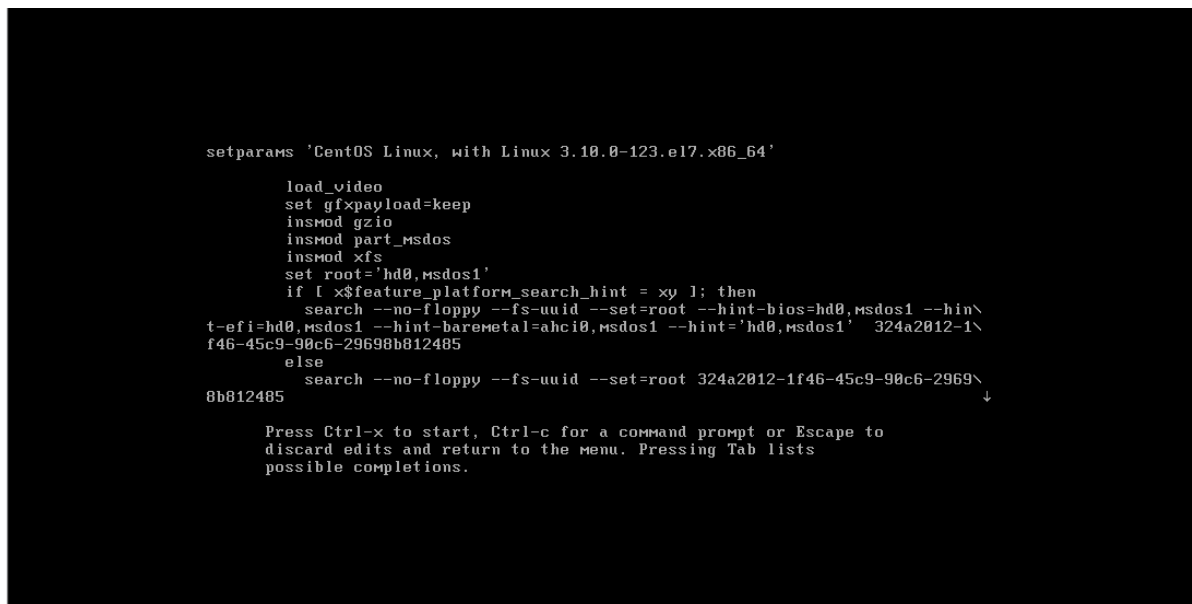 setparams 'CentOS Linux, with Linux 3.10.0-123.el7.x86_64'
load_video
set gfxpayload=keep
insmod gzio
insmod part_msdos
insmod xfs
set root='hd0,msdos1'
if [ x$feature_platform_search_hint = xy ]; then
search --no-floppy --fs-uuid --set=root --hint-bios=hd0,msdos1 --hin\
t-efi=hd0,msdos1 --hint-baremetal=ahci0,msdos1 --hint='hd0,msdos1'  324a2012-1\
f46-45c9-90c6-29698b812485
else
search --no-floppy --fs-uuid --set=root 324a2012-1f46-45c9-90c6-2969\
8b812485 ↓
Press Ctrl-x to start, Ctrl-c for a command prompt or Escape to
discard edits and return to the menu. Pressing Tab lists
possible completions.